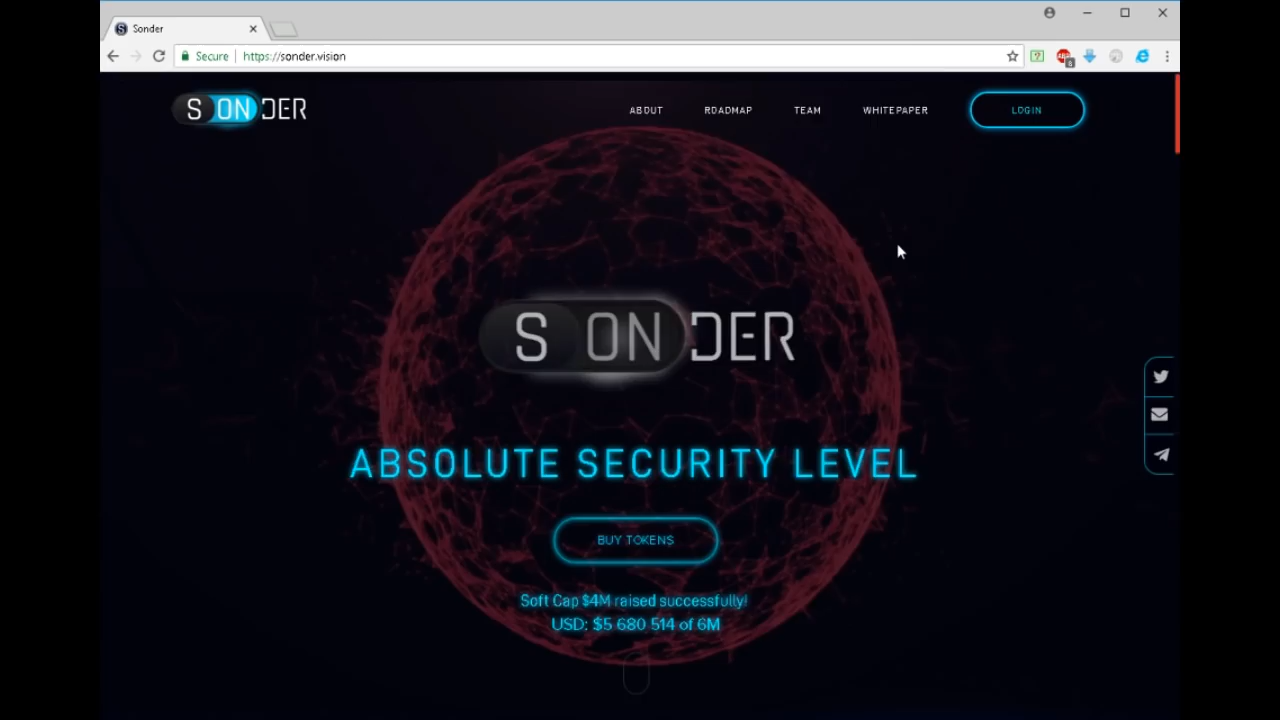 Sonder
Secure https://sonder.vision
SONDER
ABOUT ROADMAP TEAM WHITEPAPER LOGIN
SONDER
ABSOLUTE SECURITY LEVEL
BUY TOKENS
Soft Cap $4M raised successfully!
USD: $5 680 514 of 6M